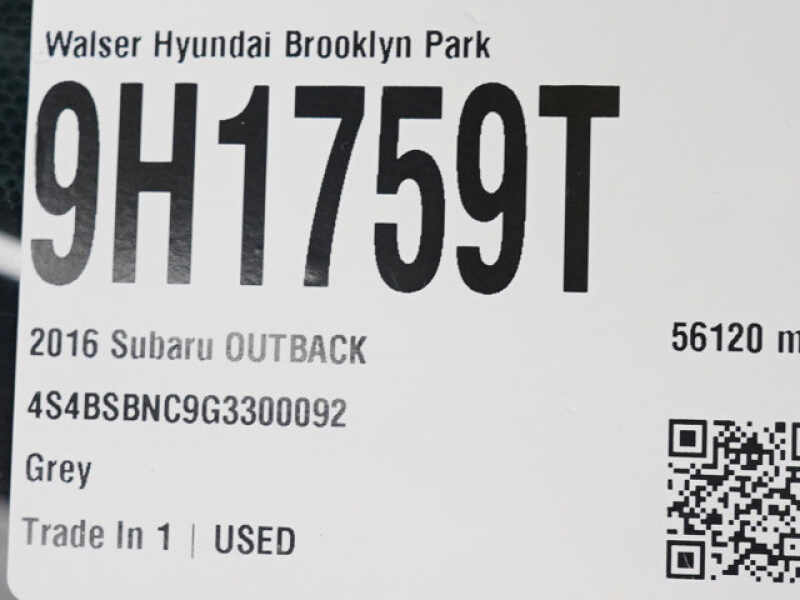 Walser Hyundai Brooklyn Park
9H1759T
2016 Subaru OUTBACK
56120 m
4S4BSBNC9G3300092
Grey
Trade In 1 | USED